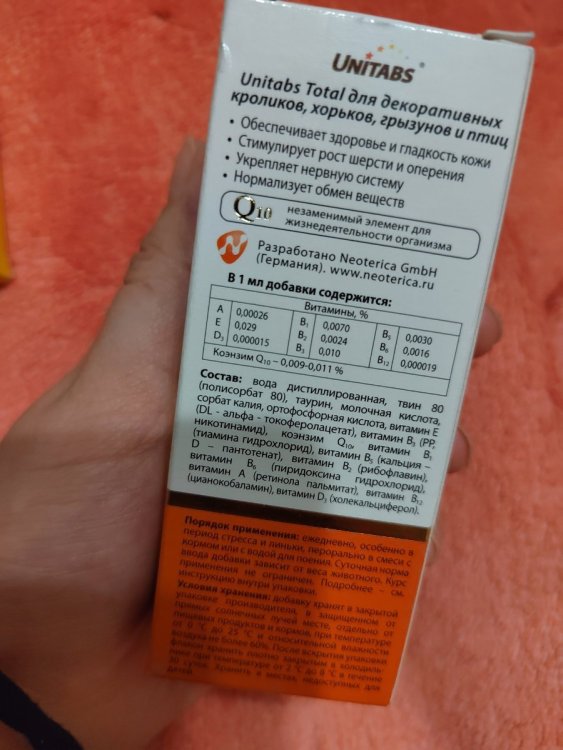 UNITABS®
Unitabs Total для декоративных
кроликов, хорьков, грызунов и птиц
• Обеспечивает здоровье и гладкость кожи
• Стимулирует рост шерсти и оперения
• Укрепляет нервную систему
• Нормализует обмен веществ
Q10 незаменимый элемент для
жизнедеятельности организма
Разработано Neoterica GmbH
(Германия). www.neoterica.ru
В 1 мл добавки содержится:
Витамины, %
A 0,00026 B1 0,0070 B5 0,0030
E 0,029 B2 0,0024 B6 0,0016
D3 0,000015 B3 0,010 B12 0,000019
Коэнзим Q10 – 0,009-0,011 %
Состав: вода дистиллированная, твин 80
(полисорбат 80), таурин, молочная кислота,
сорбат калия, ортофосфорная кислота, витамин Е
(DL - альфа - токоферолацетат), витамин В3 (РР,
никотинамид), коэнзим Q10, витамин В1
(тиамина гидрохлорид), витамин В5 (кальция –
D – пантотенат), витамин В2 (рибофлавин),
витамин В6 (пиридоксина гидрохлорид),
витамин А (ретинола пальмитат), витамин В12
(цианокобаламин), витамин D3 (холекальциферол).
Порядок применения: ежедневно, особенно в
период стресса и линьки, перорально в смеси с
кормом или с водой для поения. Суточная норма
ввода добавки зависит от веса животного. Курс
применения не ограничен. Подробнее – см.
инструкцию внутри упаковки.
Условия хранения: добавку хранят в закрытой
упаковке производителя, в защищенном от
прямых солнечных лучей месте, отдельно от
пищевых продуктов и кормов, при температуре
от 0 °С до 25 °С и относительной влажности
воздуха не более 60%. После вскрытия упаковки
флакон хранить плотно закрытым в холодиль-
нике при температуре от 2 °С до 8 °С в течение
30 суток. Хранить в местах, недоступных для
детей.